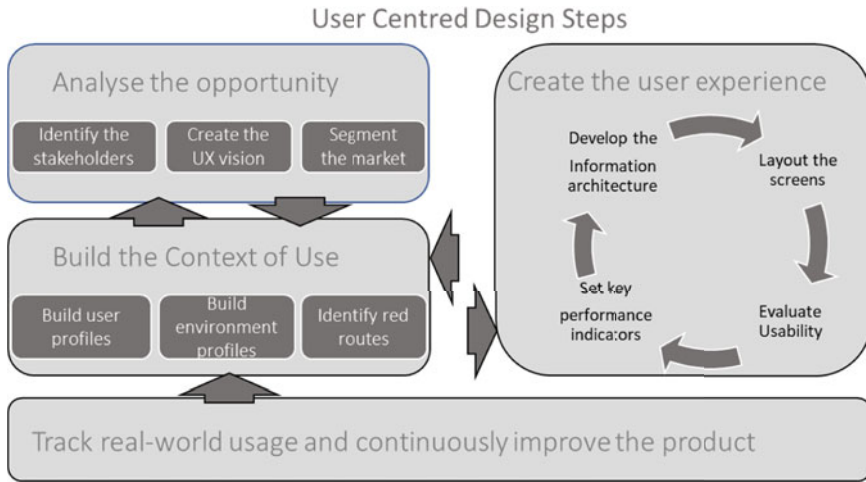 User Centred Design Steps
Analyse the opportunity
Identify the
stakeholders
Create the
UX vision
Segment
the market
Build the Context of Use
Build user
profiles
Build
environment
profiles
Identify red
routes
Create the user experience
Develop the
Information
architecture
Layout the
screens
Evaluate
Usability
Set key
performance
indicators
Track real-world usage and continuously improve the product